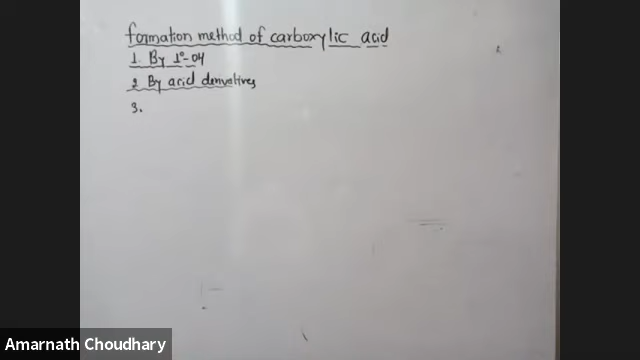 formation method of carboxylic acid
1. By 1°-OH
2. By acid derivatives
3.
Amarnath Choudhary